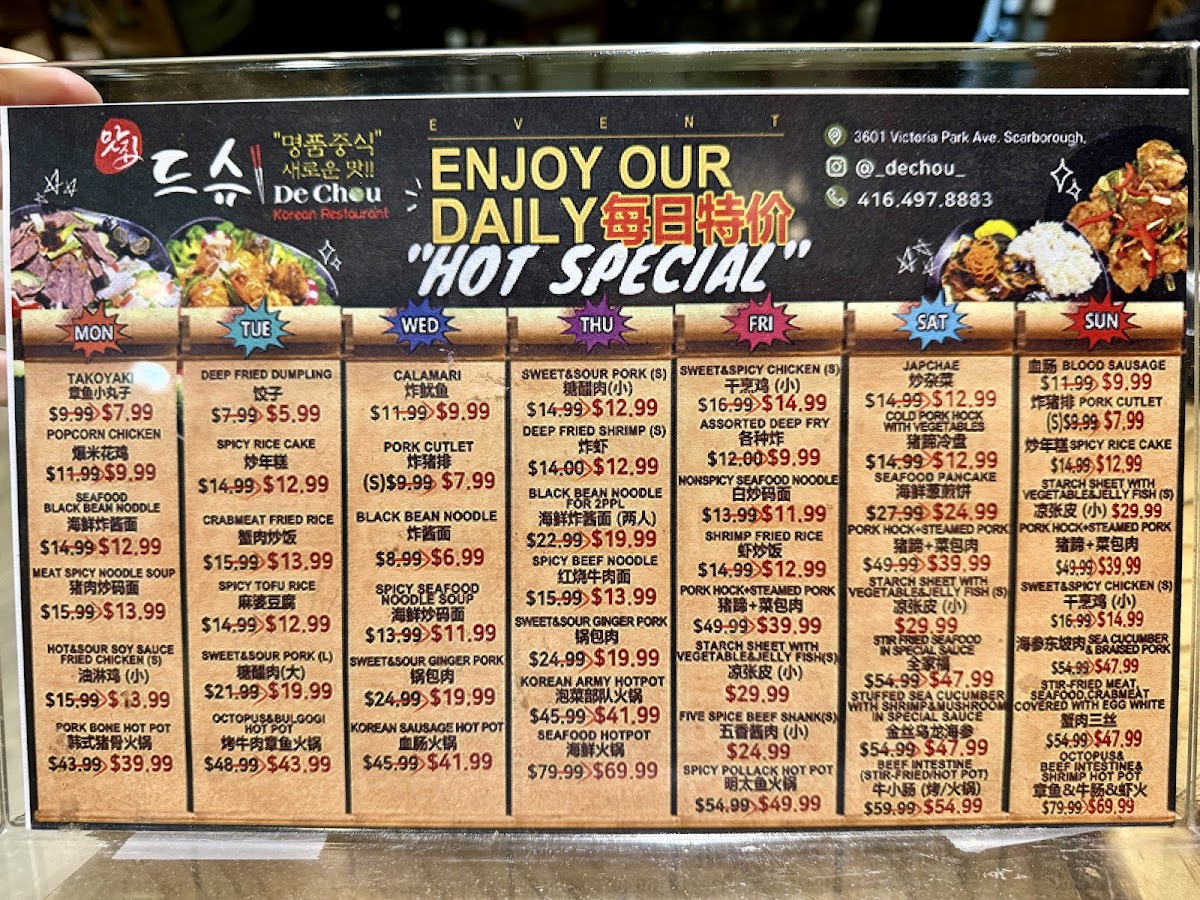 맛집
드슈
"명품중식"
새로운 맛!!
De Chou
Korean Restaurant
EVENT
ENJOY OUR
DAILY 每日特价
"HOT SPECIAL"
3601 Victoria Park Ave. Scarborough,
@_dechou_
416.497.8883
MON
TAKOYAKI
章鱼小丸子
$9.99 $7.99
POPCORN CHICKEN
爆米花鸡
$11.99 $9.99
SEAFOOD
BLACK BEAN NODDLE
海鲜炸酱面
$14.99 $12.99
MEAT SPICY NOODLE SOUP
猪肉炒码面
$15.99 $13.99
HOT&SOUR SOY SAUCE
FRIED CHICKEN (S)
油淋鸡 (小)
$15.99 $13.99
PORK BONE HOT POT
韩式猪骨火锅
$43.99 $39.99
TUE
DEEP FRIED DUMPLING
饺子
$7.99 $5.99
SPICY RICE CAKE
炒年糕
$14.99 $12.99
CRABMEAT FRIED RICE
蟹肉炒饭
$15.99 $13.99
SPICY TOFU RICE
麻婆豆腐
$14.99 $12.99
SWEET&SOUR PORK (L)
糖醋肉(大)
$21.99 $19.99
OCTOPUS&BULGOGI
HOT POT
烤牛肉章鱼火锅
$48.99 $43.99
WED
CALAMARI
炸鱿鱼
$11.99 $9.99
PORK CUTLET
炸猪排
(S)$9.99 $7.99
BLACK BEAN NOODLE
炸酱面
$8.99 $6.99
SPICY SEAFOOD
NOODLE SOUP
海鲜炒码面
$13.99 $11.99
SWEET&SOUR GINGER PORK
锅包肉
$24.99 $19.99
KOREAN SAUSAGE HOT POT
血肠火锅
$45.99 $41.99
THU
SWEET&SOUR PORK (S)
糖醋肉(小)
$14.99 $12.99
DEEP FRIED SHRIMP (S)
炸虾
$14.00 $12.99
BLACK BEAN NOODLE
FOR 2PPL
海鲜炸酱面 (两人)
$22.99 $19.99
SPICY BEEF NOODLE
红烧牛肉面
$15.99 $13.99
SWEET&SOUR GINGER PORK
锅包肉
$24.99 $19.99
KOREAN ARMY HOTPOT
泡菜部队火锅
$45.99 $41.99
SEAFOOD HOTPOT
海鲜火锅
$79.99 $69.99
FRI
SWEET&SPICY CHICKEN (S)
干烹鸡 (小)
$16.99 $14.99
ASSORTED DEEP FRY
各种炸
$12.00 $9.99
NONSPICY SEAFOOD NOODLE
白炒码面
$13.99 $11.99
SHRIMP FRIED RICE
虾炒饭
$14.99 $12.99
PORK HOCK+STEAMED PORK
猪蹄+菜包肉
$49.99 $39.99
STARCH SHEET WITH
VEGETABLE&JELLY FISH(S)
凉张皮 (小)
$29.99
FIVE SPICE BEEF SHANK(S)
五香酱肉 (小)
$24.99
SPICY POLLACK HOT POT
明太鱼火锅
$54.99 $49.99
SAT
JAPCHAE
炒杂菜
$14.99 $12.99
COLD PORK HOCK
WITH VEGETABLES
猪蹄冷盘
$14.99 $12.99
SEAFOOD PANCAKE
海鲜葱煎饼
$27.99 $24.99
PORK HOCK+STEAMED PORK
猪蹄+菜包肉
$49.99 $39.99
STARCH SHEET WITH
VEGETABLE&JELLY FISH (S)
凉张皮 (小)
$29.99
STIR FRIED SEAFOOD
IN SPECIAL SAUCE
全家福
$54.99 $47.99
STUFFED SEA CUCUMBER
WITH SHRIMP&MUSHROOM
IN SPECIAL SAUCE
金丝乌龙海参
$54.99 $47.99
BEEF INTESTINE
(STIR-FRIED/HOT POT)
牛小肠 (烤/火锅)
$59.99 $54.99
SUN
血肠 BLOOD SAUSAGE
$11.99 $9.99
炸猪排 PORK CUTLET
(S)$9.99 $7.99
炒年糕 SPICY RICE CAKE
$14.99 $12.99
STARCH SHEET WITH
VEGETABLE&JELLY FISH (S)
凉张皮 (小) $29.99
PORK HOCK+STEAMED PORK
猪蹄+菜包肉
$49.99 $39.99
SWEET&SPICY CHICKEN (S)
干烹鸡 (小)
$16.99 $14.99
海参东坡肉 SEA CUCUMBER
& BRAISED PORK
$54.99 $47.99
STIR-FRIED MEAT,
SEAFOOD,CRABMEAT
COVERED WITH EGG WHITE
蟹肉三丝
$54.99 $47.99
OCTOPUS&
BEEF INTESTINE&
SHRIMP HOT POT
章鱼&牛肠&虾火
$79.99 $69.99